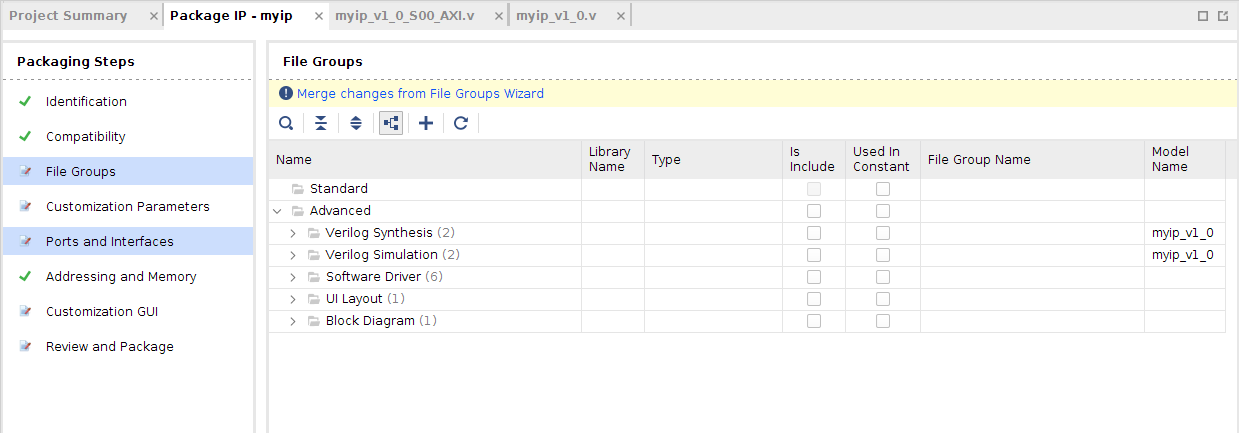 Project Summary
Package IP - myip
myip_v1_0_S00_AXI.v
myip_v1_0.v
Packaging Steps
Identification
Compatibility
File Groups
Customization Parameters
Ports and Interfaces
Addressing and Memory
Customization GUI
Review and Package
File Groups
Merge changes from File Groups Wizard
Name
Library
Name
Type
Is
Include
Used In
Constant
File Group Name
Model
Name
Standard
Advanced
Verilog Synthesis (2)
myip_v1_0
Verilog Simulation (2)
myip_v1_0
Software Driver (6)
UI Layout (1)
Block Diagram (1)